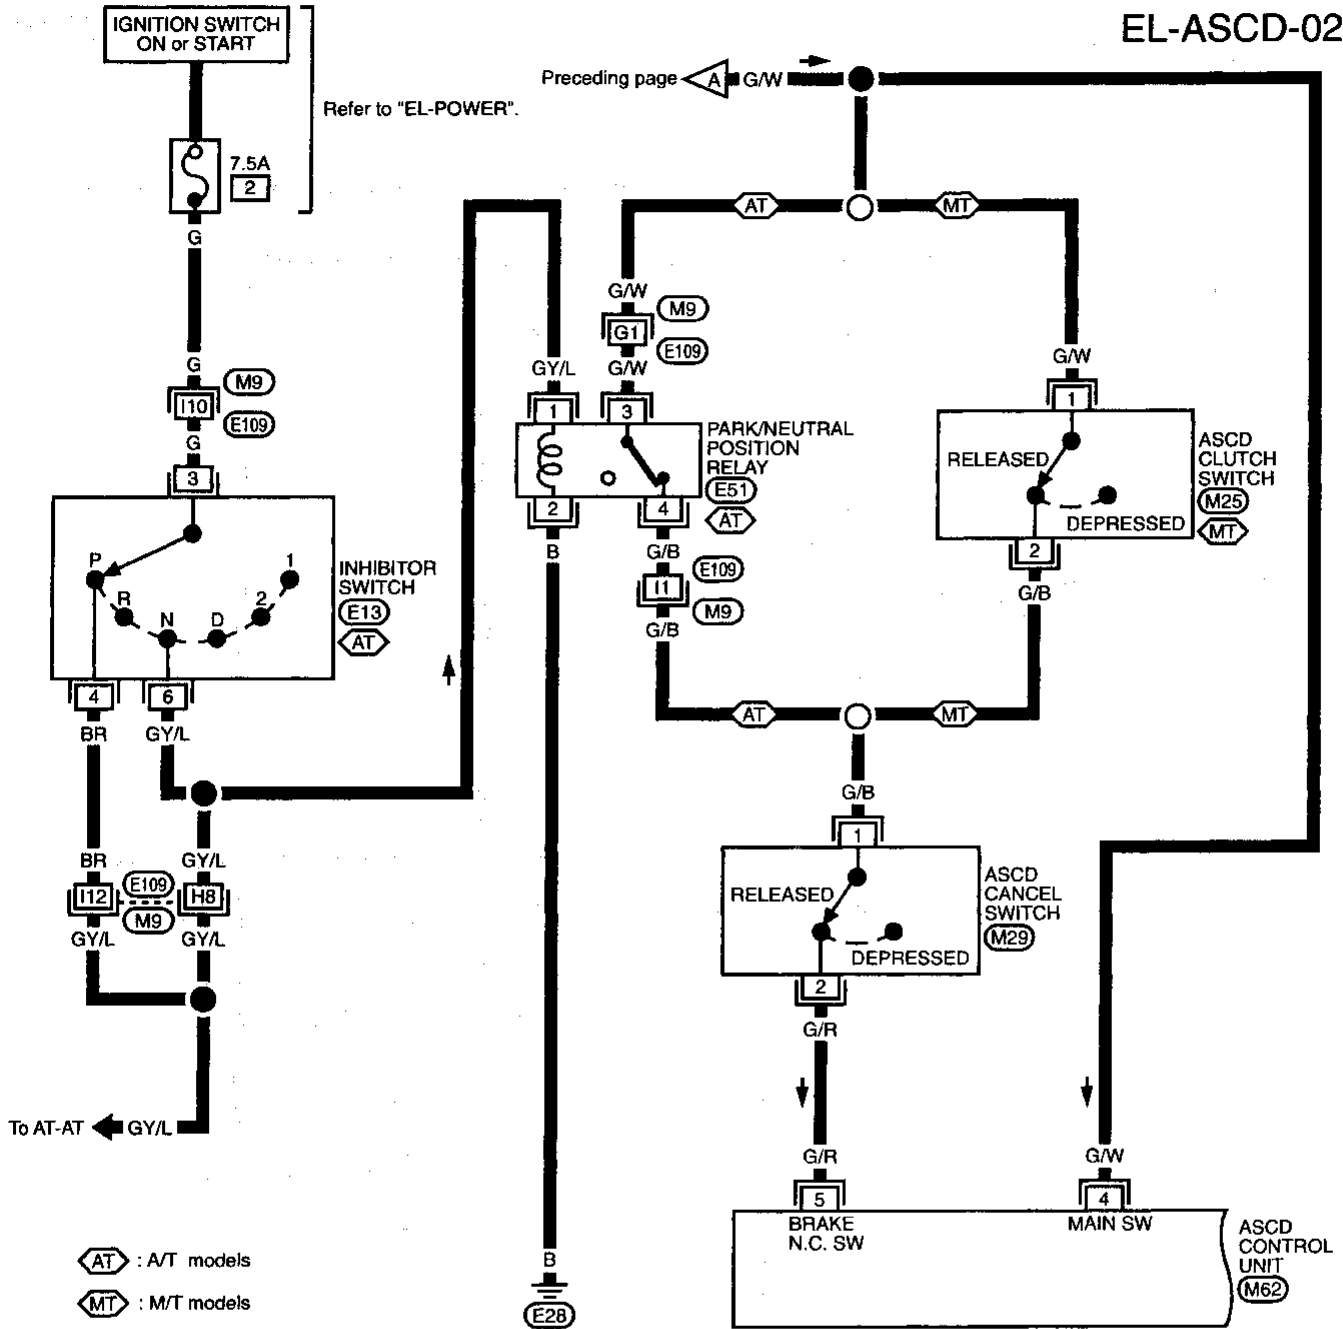 EL-ASCD-02
IGNITION SWITCH
ON or START
Refer to "EL-POWER".
7.5A
2
G
G
M9
I10
E109
G
3
P
R
N
D
2
1
INHIBITOR
SWITCH
E13
AT
4
6
BR
GY/L
BR
GY/L
I12
E109
M9
H8
GY/L
GY/L
To AT-AT
GY/L
AT : A/T models
MT : M/T models
Preceding page
A
G/W
AT
MT
G/W
M9
G1
E109
G/W
GY/L
1
3
PARK/NEUTRAL
POSITION
RELAY
E51
AT
2
4
B
G/B
I1
E109
M9
G/B
G/W
1
RELEASED
DEPRESSED
ASCD
CLUTCH
SWITCH
M25
MT
2
G/B
AT
MT
G/B
1
RELEASED
DEPRESSED
ASCD
CANCEL
SWITCH
M29
2
G/R
G/R
G/W
5
4
BRAKE
N.C. SW
MAIN SW
ASCD
CONTROL
UNIT
M62
B
E28